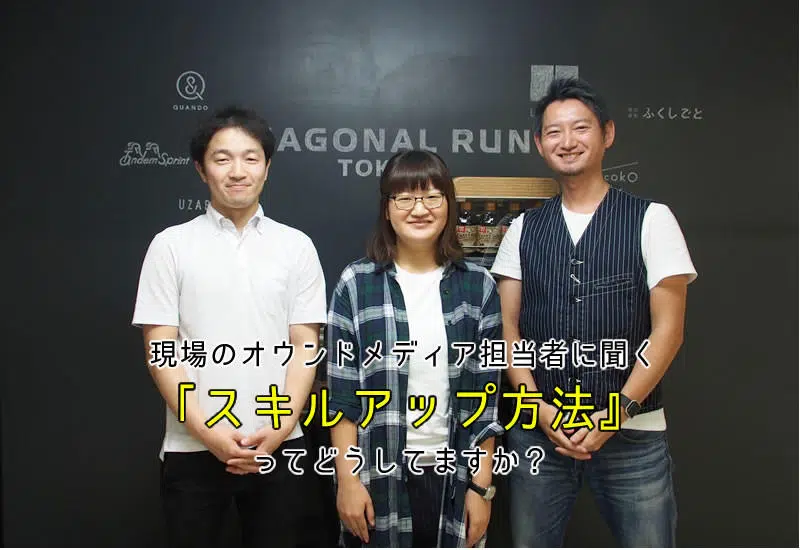 &
QUANDO
ふくしごと
AGONAL RUN
TOK
Tandem Sprint
coko
現場のオウンドメディア担当者に聞く
「スキルアップ方法』
ってどうしてますか?